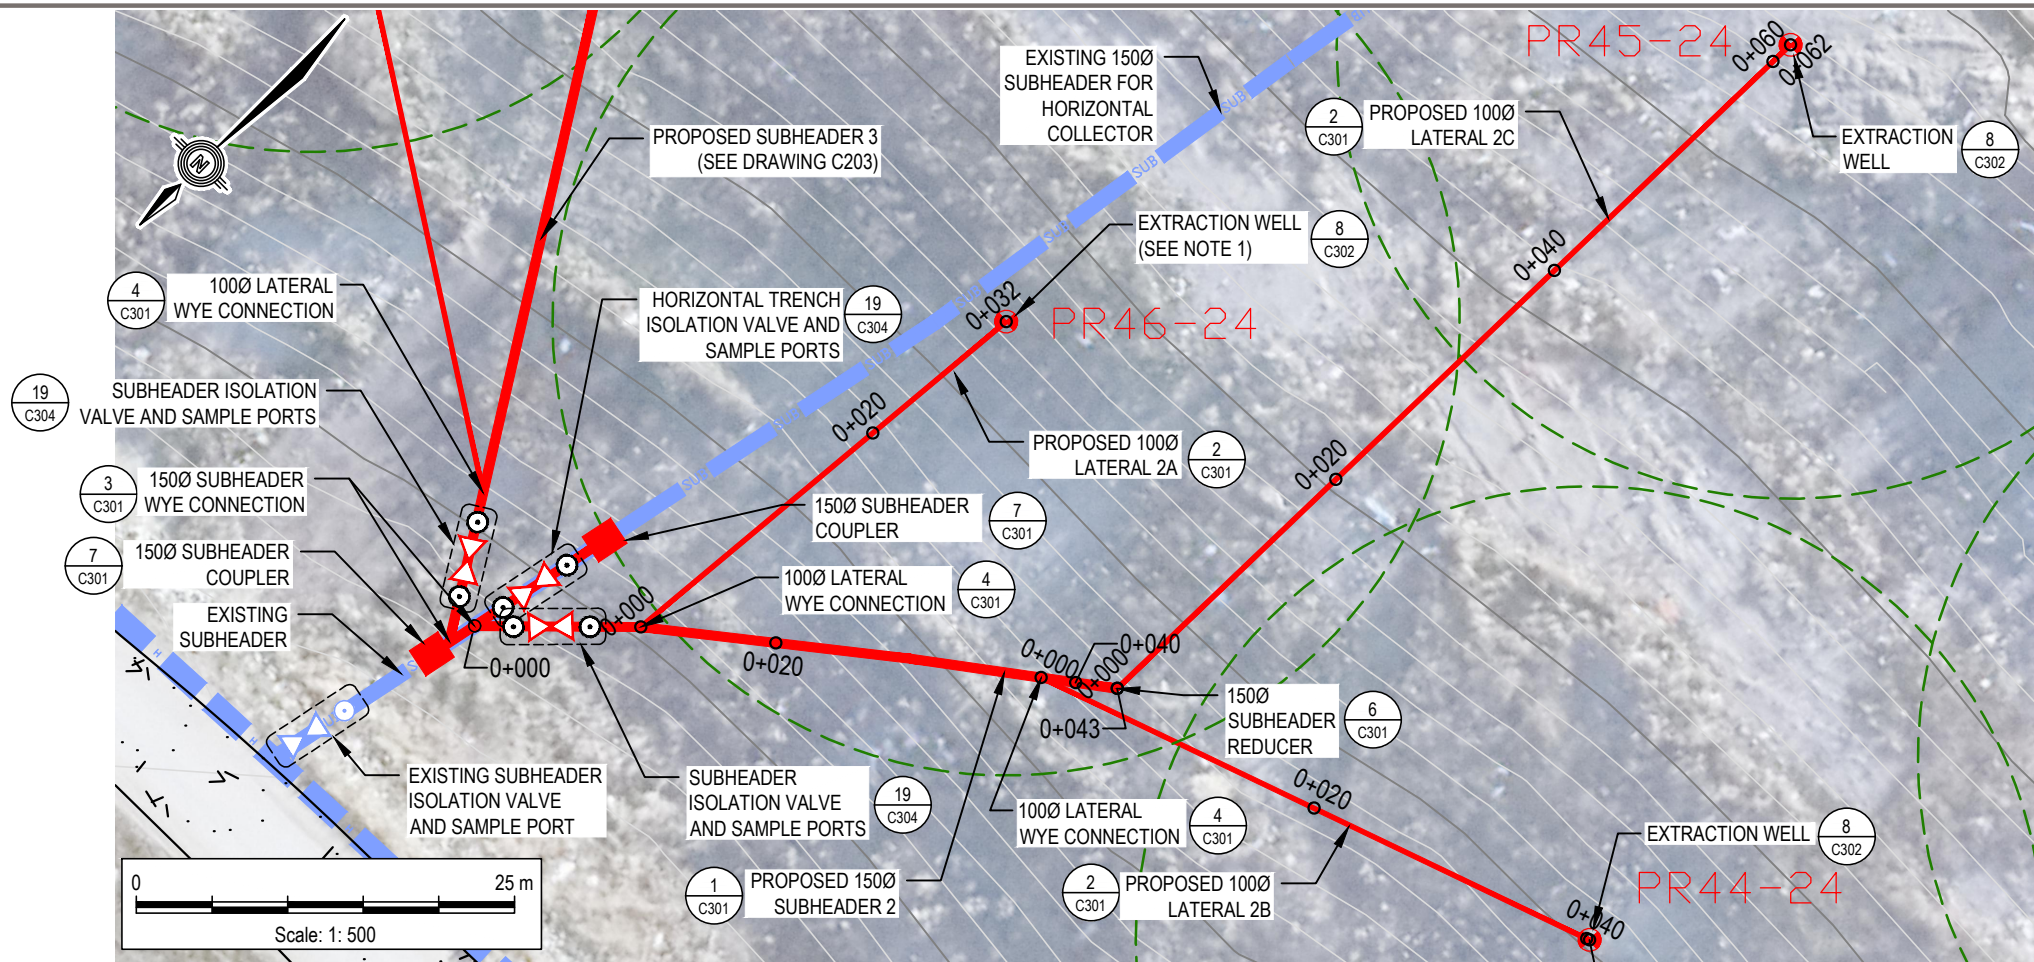 PR45-24
0+060
0+062
EXISTING 150Ø
SUBHEADER FOR
HORIZONTAL
COLLECTOR
SUB
2
C301
PROPOSED 100Ø
LATERAL 2C
EXTRACTION
WELL
8
C302
N
PROPOSED SUBHEADER 3
(SEE DRAWING C203)
SUB
EXTRACTION WELL
(SEE NOTE 1)
8
C302
SUB
0+040
4
C301
100Ø LATERAL
WYE CONNECTION
HORIZONTAL TRENCH
ISOLATION VALVE AND
SAMPLE PORTS
19
C304
SUB
0+032
PR46-24
SUB
19
C304
SUBHEADER ISOLATION
VALVE AND SAMPLE PORTS
SUB
0+020
PROPOSED 100Ø
LATERAL 2A
2
C301
0+020
3
C301
150Ø SUBHEADER
WYE CONNECTION
SUB
150Ø SUBHEADER
COUPLER
7
C301
7
C301
150Ø SUBHEADER
COUPLER
100Ø LATERAL
WYE CONNECTION
4
C301
EXISTING
SUBHEADER
0+000
0+000
0+020
0+000
0+000
0+040
0+043
150Ø
SUBHEADER
REDUCER
6
C301
H
H
EXISTING SUBHEADER
ISOLATION VALVE
AND SAMPLE PORT
SUBHEADER
ISOLATION VALVE
AND SAMPLE PORTS
19
C304
100Ø LATERAL
WYE CONNECTION
4
C301
0+020
EXTRACTION WELL
8
C302
1
C301
PROPOSED 150Ø
SUBHEADER 2
2
C301
PROPOSED 100Ø
LATERAL 2B
PR44-24
0+040
0
25 m
Scale: 1: 500